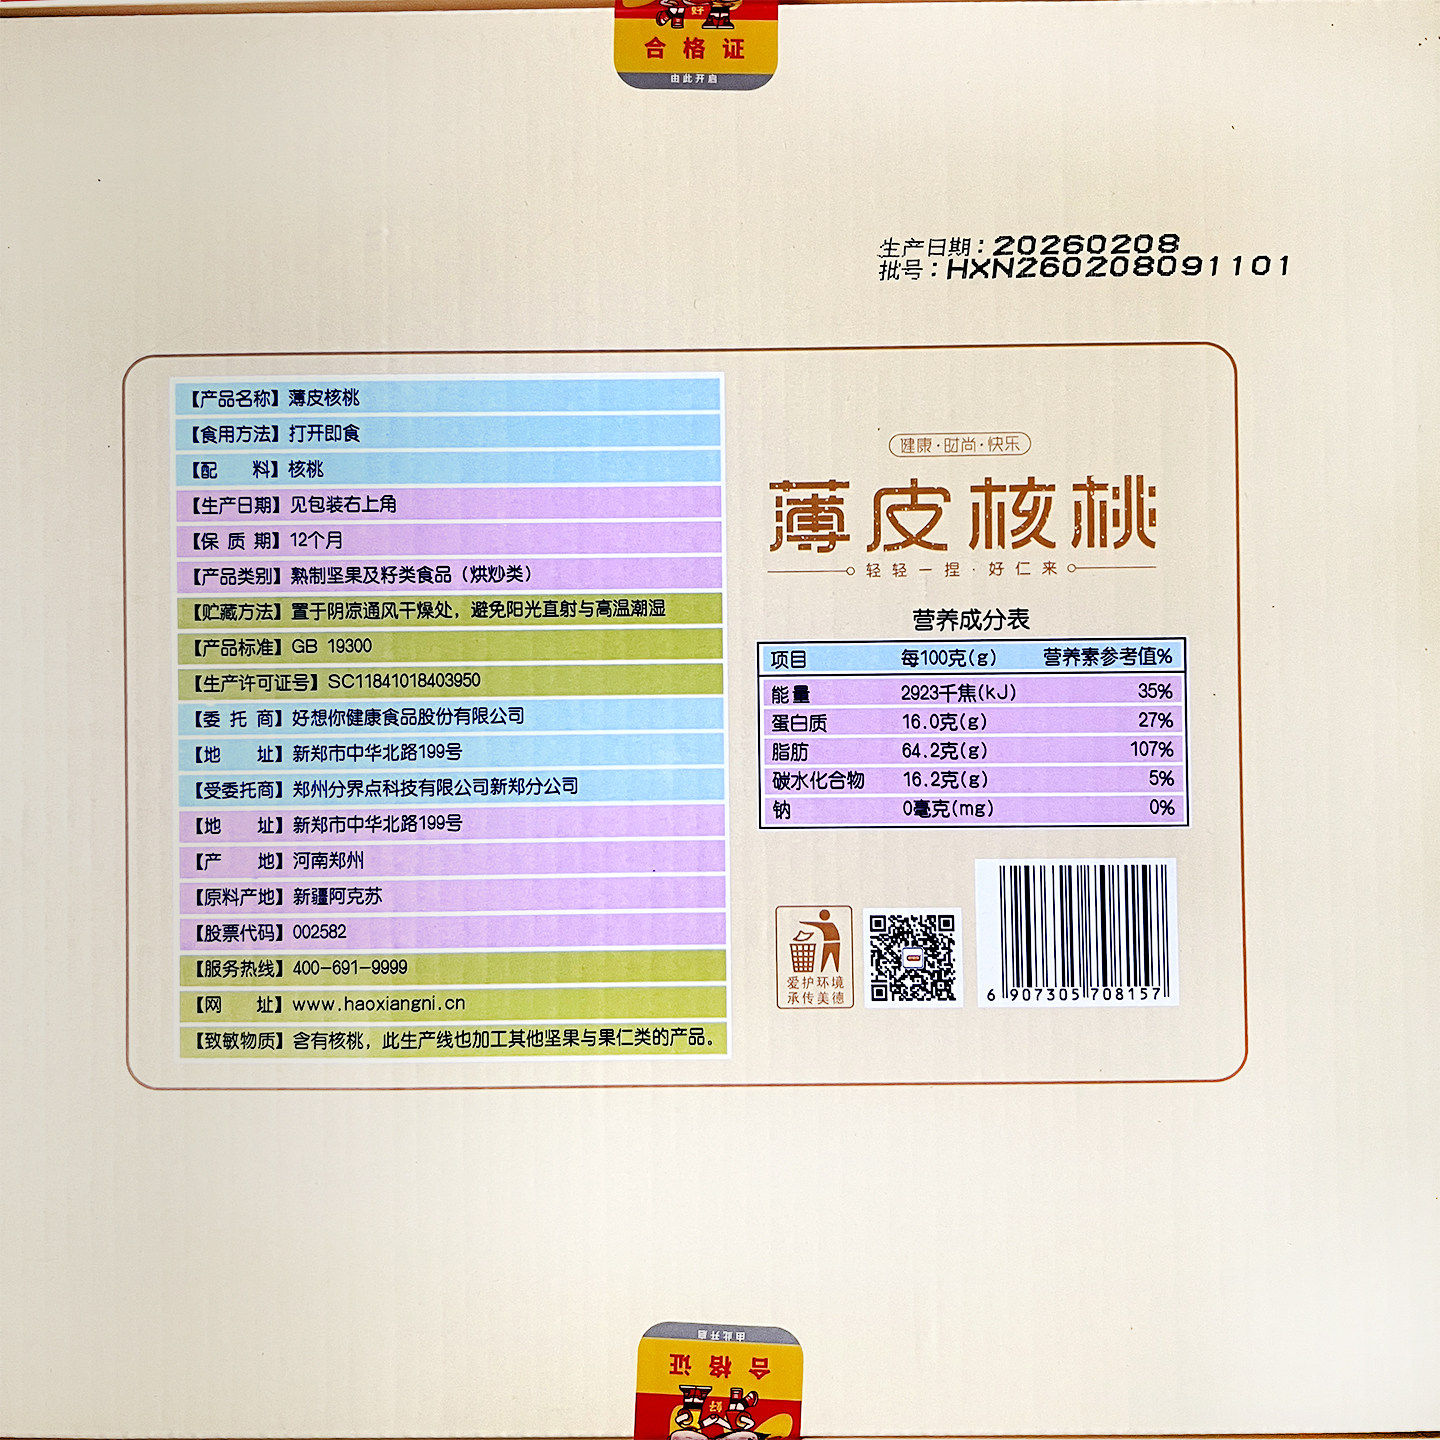 好
合格证
由此开启
生产日期：20260208
批号：HXN260208091101
【产品名称】薄皮核桃
【食用方法】打开即食
【配 料】核桃
【生产日期】见包装右上角
【保 质 期】12个月
【产品类别】熟制坚果及籽类食品（烘炒类）
【贮藏方法】置于阴凉通风干燥处，避免阳光直射与高温潮湿
【产品标准】GB 19300
【生产许可证号】SC11841018403950
【委 托 商】好想你健康食品股份有限公司
【地 址】新郑市中华北路199号
【受委托商】郑州分界点科技有限公司新郑分公司
【地 址】新郑市中华北路199号
【产 地】河南郑州
【原料产地】新疆阿克苏
【股票代码】002582
【服务热线】400-691-9999
【网 址】www.haoxiangni.cn
【致敏物质】含有核桃，此生产线也加工其他坚果与果仁类的产品。
健康·时尚·快乐
薄皮核桃
轻轻一捏·好仁来
营养成分表
项目 每100克(g) 营养素参考值%
能量 2923千焦(kJ) 35%
蛋白质 16.0克(g) 27%
脂肪 64.2克(g) 107%
碳水化合物 16.2克(g) 5%
钠 0毫克(mg) 0%
爱护环境
承传美德
6 907305 708157
由此开启
合格证
好